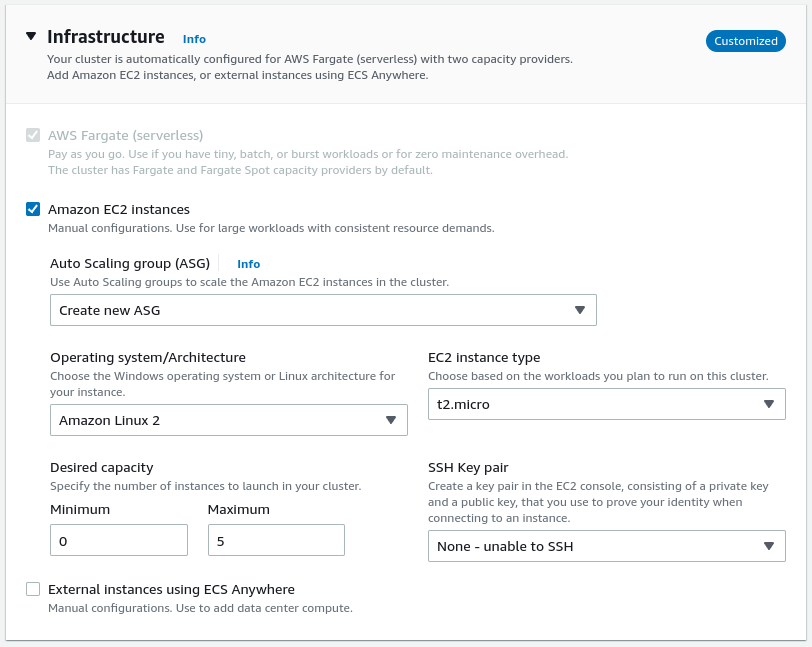 Infrastructure Info
Customized
Your cluster is automatically configured for AWS Fargate (serverless) with two capacity providers.
Add Amazon EC2 instances, or external instances using ECS Anywhere.
AWS Fargate (serverless)
Pay as you go. Use if you have tiny, batch, or burst workloads or for zero maintenance overhead.
The cluster has Fargate and Fargate Spot capacity providers by default.
Amazon EC2 instances
Manual configurations. Use for large workloads with consistent resource demands.
Auto Scaling group (ASG) Info
Use Auto Scaling groups to scale the Amazon EC2 instances in the cluster.
Create new ASG
Operating system/Architecture
Choose the Windows operating system or Linux architecture for
your instance.
Amazon Linux 2
EC2 instance type
Choose based on the workloads you plan to run on this cluster.
t2.micro
Desired capacity
Specify the number of instances to launch in your cluster.
Minimum
0
Maximum
5
SSH Key pair
Create a key pair in the EC2 console, consisting of a private key
and a public key, that you use to prove your identity when
connecting to an instance.
None - unable to SSH
External instances using ECS Anywhere
Manual configurations. Use to add data center compute.